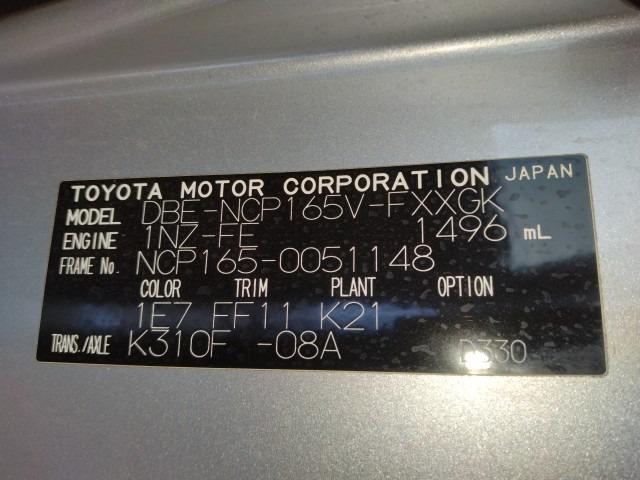 TOYOTA MOTOR CORPORATION JAPAN
MODEL DBE-NCP165V-FXXGK
ENGINE 1NZ-FE 1496 mL
FRAME No. NCP165-0051148
COLOR TRIM PLANT OPTION
1E7 FF11 K21
TRANS./AXLE K310F -08A D330